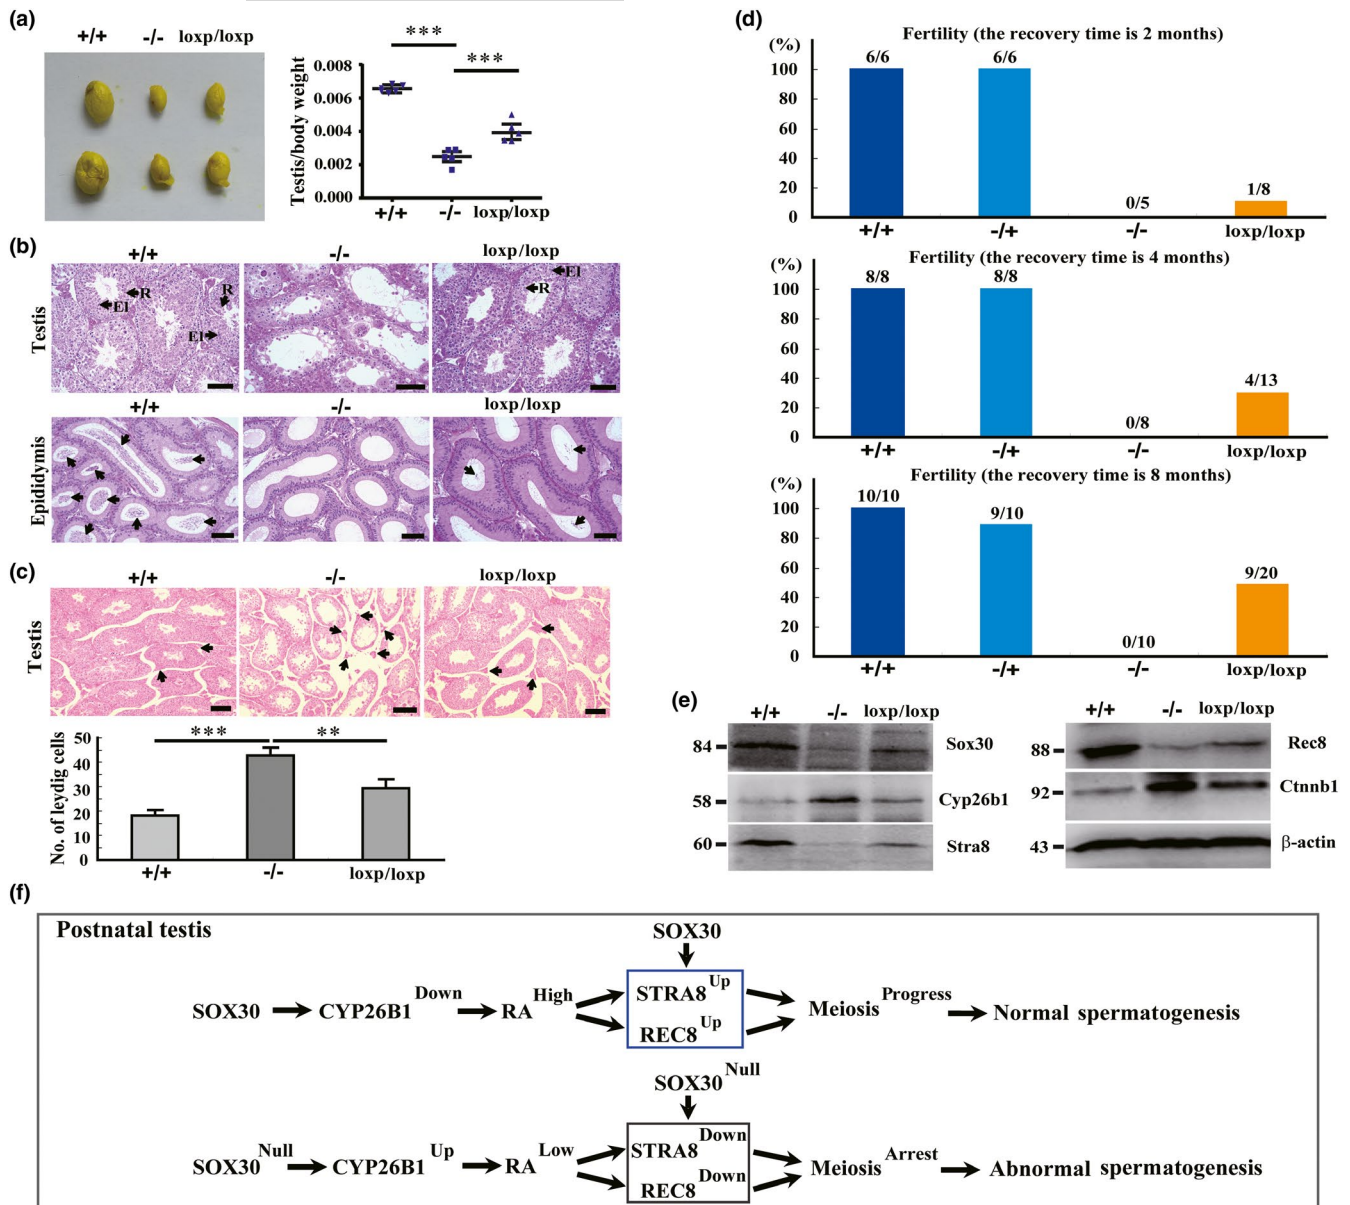 (a)
+/+ -/- loxp/loxp
*** ***
Testis/body weight
0.008
0.006
0.004
0.002
0.000
+/+ -/- loxp/loxp
(b)
+/+ -/- loxp/loxp
Testis
El R R El El R
+/+ -/- loxp/loxp
Epididymis
(c)
+/+ -/- loxp/loxp
Testis
*** **
No. of leydig cells
50
40
30
20
10
0
+/+ -/- loxp/loxp
(d)
Fertility (the recovery time is 2 months)
(%)
100
80
60
40
20
0
6/6 6/6 0/5 1/8
+/+ -/+ -/- loxp/loxp
Fertility (the recovery time is 4 months)
(%)
100
80
60
40
20
0
8/8 8/8 0/8 4/13
+/+ -/+ -/- loxp/loxp
Fertility (the recovery time is 8 months)
(%)
100
80
60
40
20
0
10/10 9/10 0/10 9/20
+/+ -/+ -/- loxp/loxp
(e)
+/+ -/- loxp/loxp
84 Sox30
58 Cyp26b1
60 Stra8
+/+ -/- loxp/loxp
88 Rec8
92 Ctnnb1
43 β-actin
(f)
Postnatal testis
SOX30
SOX30 CYP26B1 Down RA High STRA8 Up Meiosis Progress Normal spermatogenesis
REC8 Up
SOX30 Null
SOX30 Null CYP26B1 Up RA Low STRA8 Down Meiosis Arrest Abnormal spermatogenesis
REC8 Down